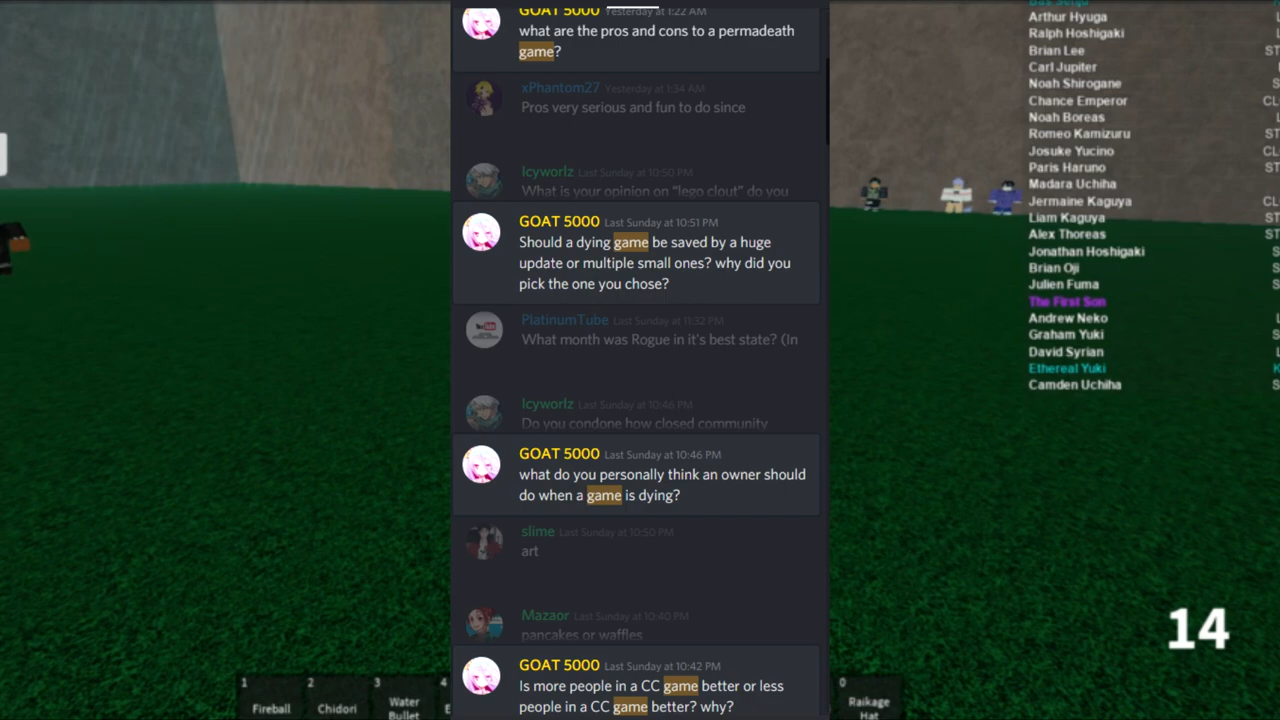 GOAT 5000 Yesterday at 1:22 AM
what are the pros and cons to a permadeath
game?
xPhantom27 Yesterday at 1:34 AM
Pros very serious and fun to do since
Icyworlz Last Sunday at 10:50 PM
What is your opinion on "lego clout" do you
GOAT 5000 Last Sunday at 10:51 PM
Should a dying game be saved by a huge
update or multiple small ones? why did you
pick the one you chose?
PlatinumTube Last Sunday at 11:32 PM
What month was Rogue in it's best state? (In
Icyworlz Last Sunday at 10:46 PM
Do you condone how closed community
GOAT 5000 Last Sunday at 10:46 PM
what do you personally think an owner should
do when a game is dying?
slime Last Sunday at 10:50 PM
art
Mazaor Last Sunday at 10:40 PM
pancakes or waffles
GOAT 5000 Last Sunday at 10:42 PM
Is more people in a CC game better or less
people in a CC game better? why?
Arthur Hyuga
Ralph Hoshigaki
Brian Lee ST
Carl Jupiter
Noah Shirogane S
Chance Emperor CL
Noah Boreas L
Romeo Kamizuru ST
Josuke Yucino CL
Paris Haruno ST
Madara Uchiha
Jermaine Kaguya CL
Liam Kaguya ST
Alex Thoreas ST
Jonathan Hoshigaki S
Brian Oji S
Julien Fuma S
The First Son
Andrew Neko L
Graham Yuki S
David Syrian L
Ethereal Yuki K
Camden Uchiha S
14
1 Fireball
2 Chidori
3 Water
Bullet
4 E
0 Raikage
Hat